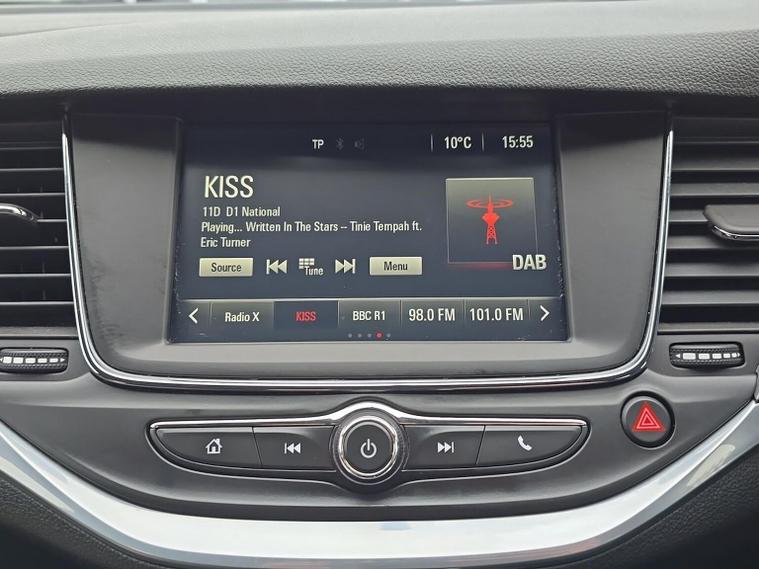 TP 10°C 15:55
KISS
11D D1 National
Playing... Written In The Stars -- Tinie Tempah ft.
Eric Turner
DAB
Source Tune Menu
Radio X KISS BBC R1 98.0 FM 101.0 FM